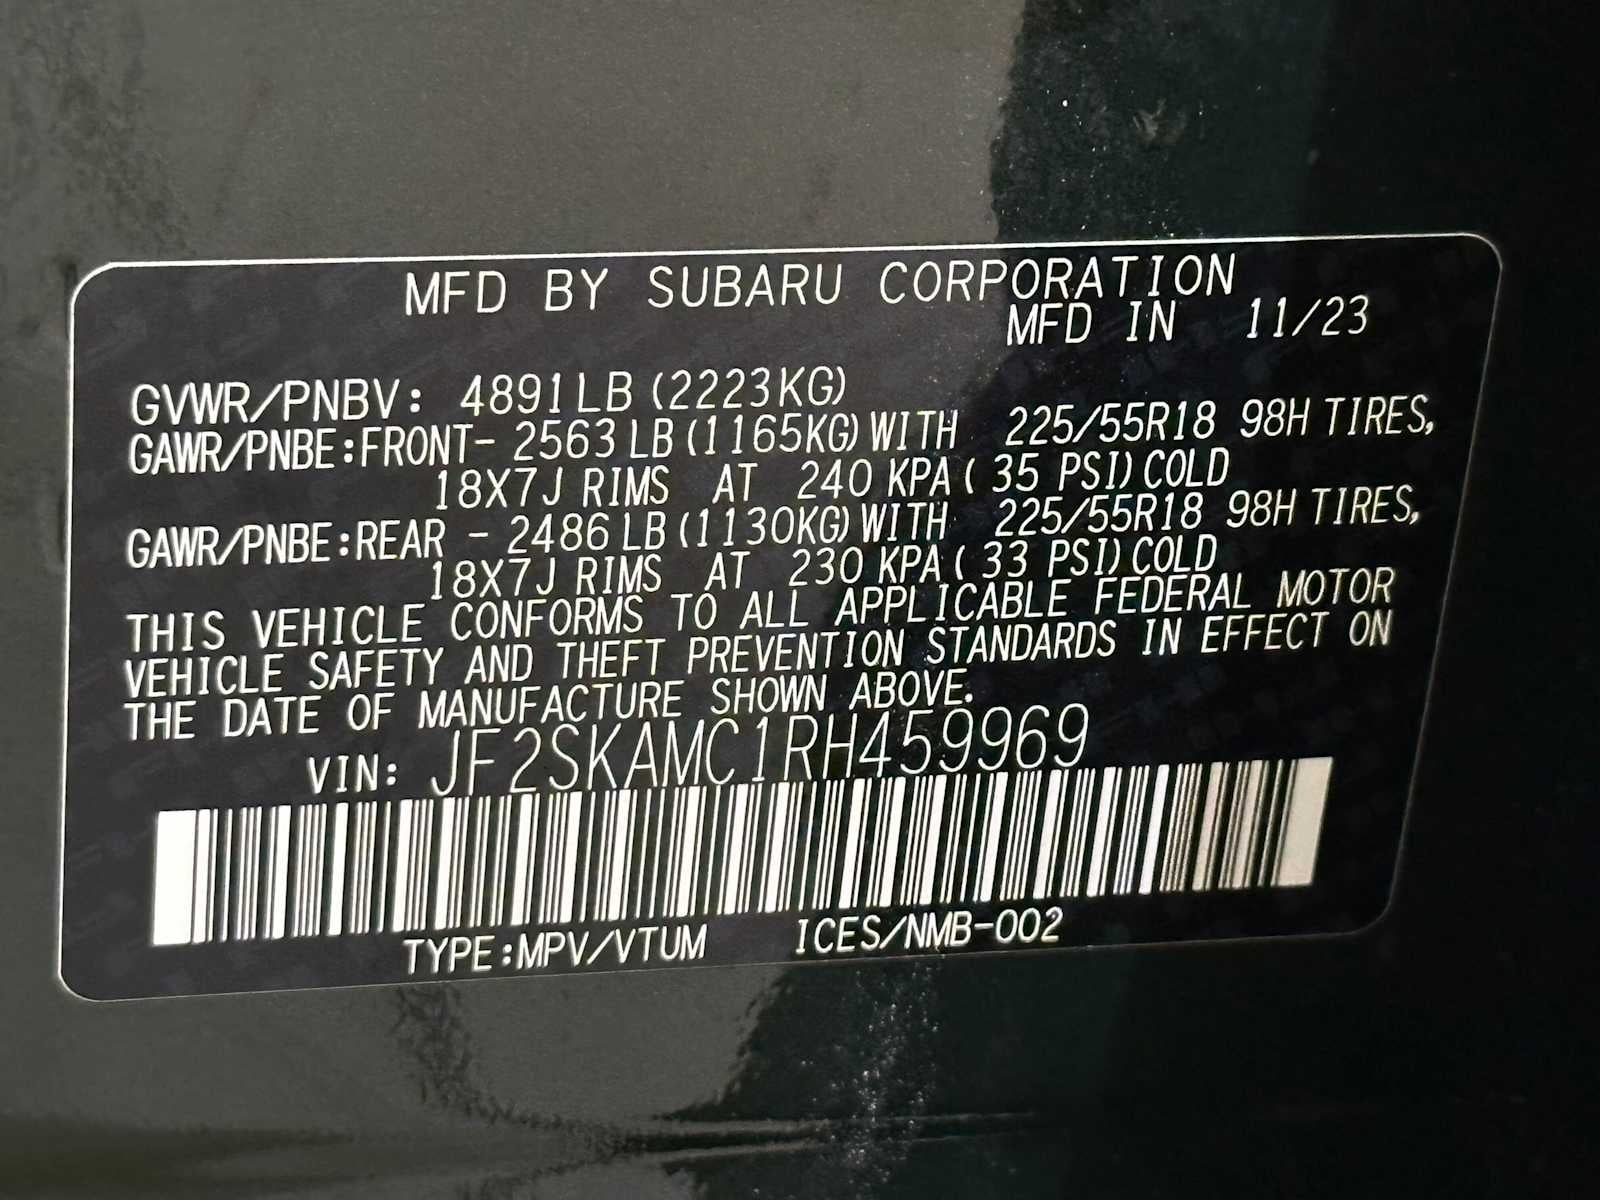 MFD BY SUBARU CORPORATION
MFD IN 11/23
GVWR/PNBV: 4891LB (2223KG)
GAWR/PNBE:FRONT- 2563 LB (1165KG) WITH 225/55R18 98H TIRES,
18X7J RIMS AT 240 KPA ( 35 PSI) COLD
GAWR/PNBE:REAR - 2486 LB (1130KG) WITH 225/55R18 98H TIRES,
18X7J RIMS AT 230 KPA ( 33 PSI) COLD
THIS VEHICLE CONFORMS TO ALL APPLICABLE FEDERAL MOTOR
VEHICLE SAFETY AND THEFT PREVENTION STANDARDS IN EFFECT ON
THE DATE OF MANUFACTURE SHOWN ABOVE.
VIN: JF2SKAMC1RH459969
TYPE:MPV/VTUM ICES/NMB-002